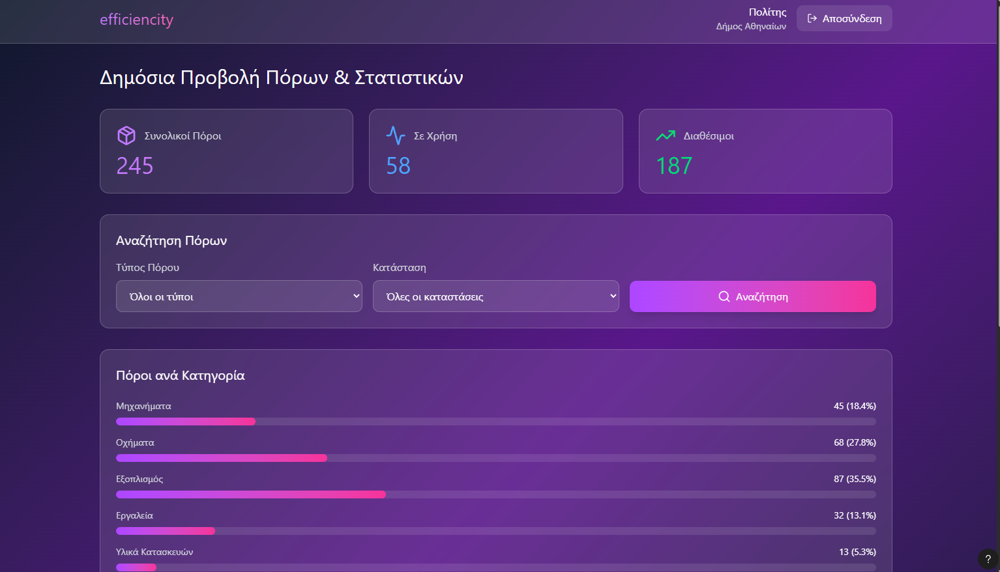 efficiencity
Πολίτης
Δήμος Αθηναίων
Αποσύνδεση
Δημόσια Προβολή Πόρων & Στατιστικών
Συνολικοί Πόροι
245
Σε Χρήση
58
Διαθέσιμοι
187
Αναζήτηση Πόρων
Τύπος Πόρου
Όλοι οι τύποι
Κατάσταση
Όλες οι καταστάσεις
Αναζήτηση
Πόροι ανά Κατηγορία
Μηχανήματα 45 (18.4%)
Οχήματα 68 (27.8%)
Εξοπλισμός 87 (35.5%)
Εργαλεία 32 (13.1%)
Υλικά Κατασκευών 13 (5.3%)
?